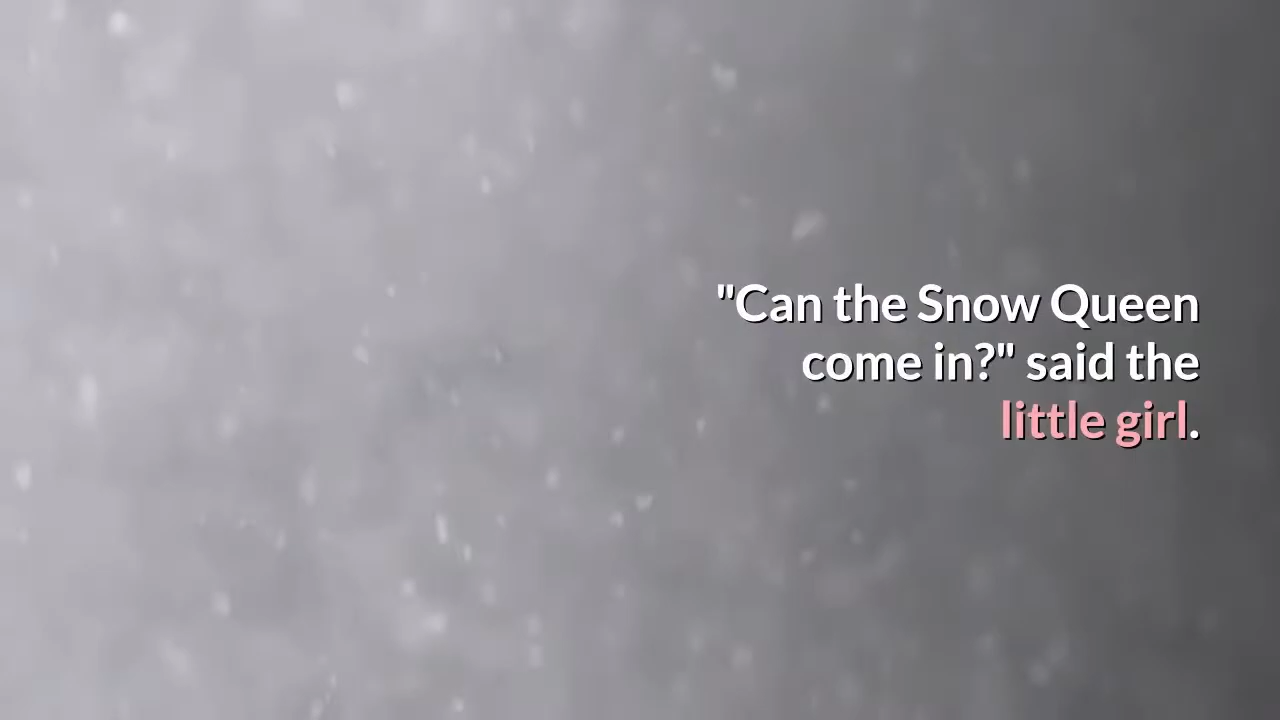 "Can the Snow Queen
come in?" said the
little girl.